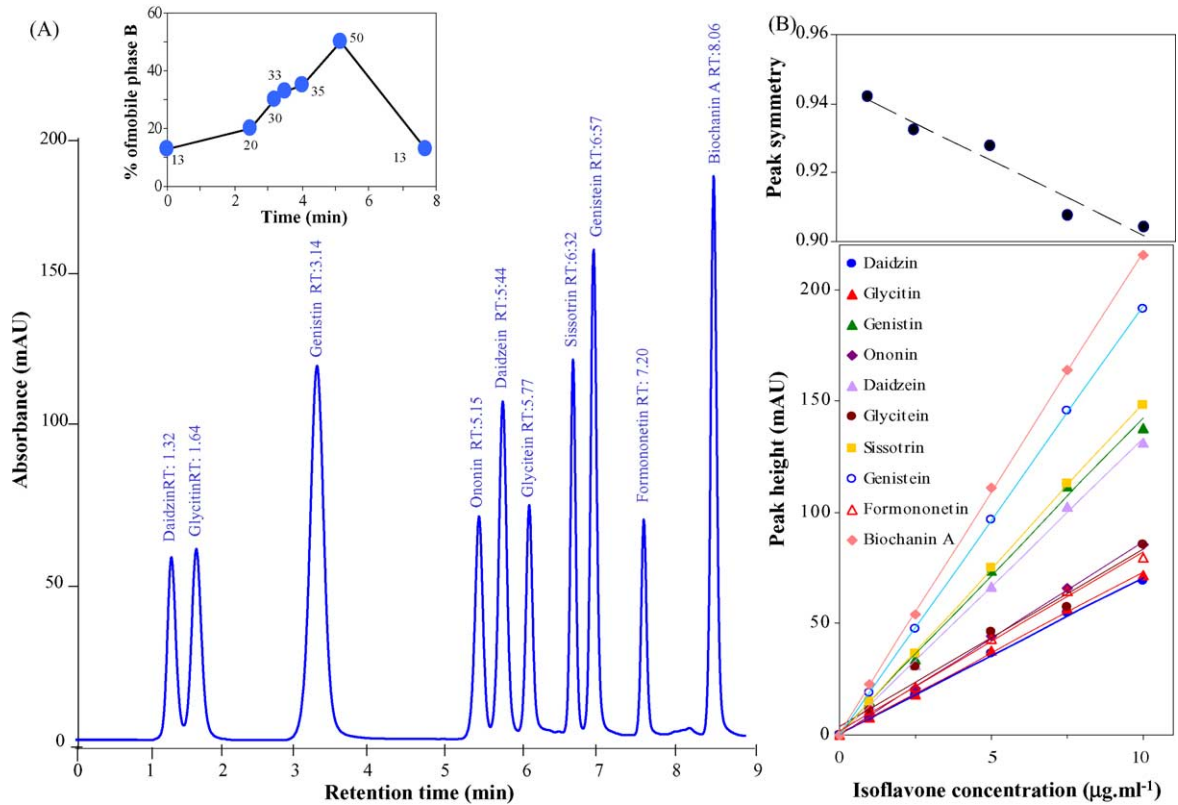 (A)
% ofmobile phase B
60
40
20
0
13
20
30
33
35
50
13
0
2
4
6
8
Time (min)
Absorbance (mAU)
200
150
100
50
0
DaidzinRT: 1.32
GlycitinRT: 1.64
Genistin RT:3.14
Ononin RT:5.15
Daidzein RT:5:44
Glycitein RT:5.77
Sissotrin RT:6:32
Genistein RT:6:57
Formononetin RT: 7.20
Biochanin A RT:8.06
0
1
2
3
4
5
6
7
8
9
Retention time (min)
(B)
Peak symmetry
0.94
0.92
0.90
Peak height (mAU)
200
150
100
50
0
Daidzin
Glycitin
Genistin
Ononin
Daidzein
Glycitein
Sissotrin
Genistein
Formononetin
Biochanin A
0
5
10
Isoflavone concentration (μg.ml⁻¹)